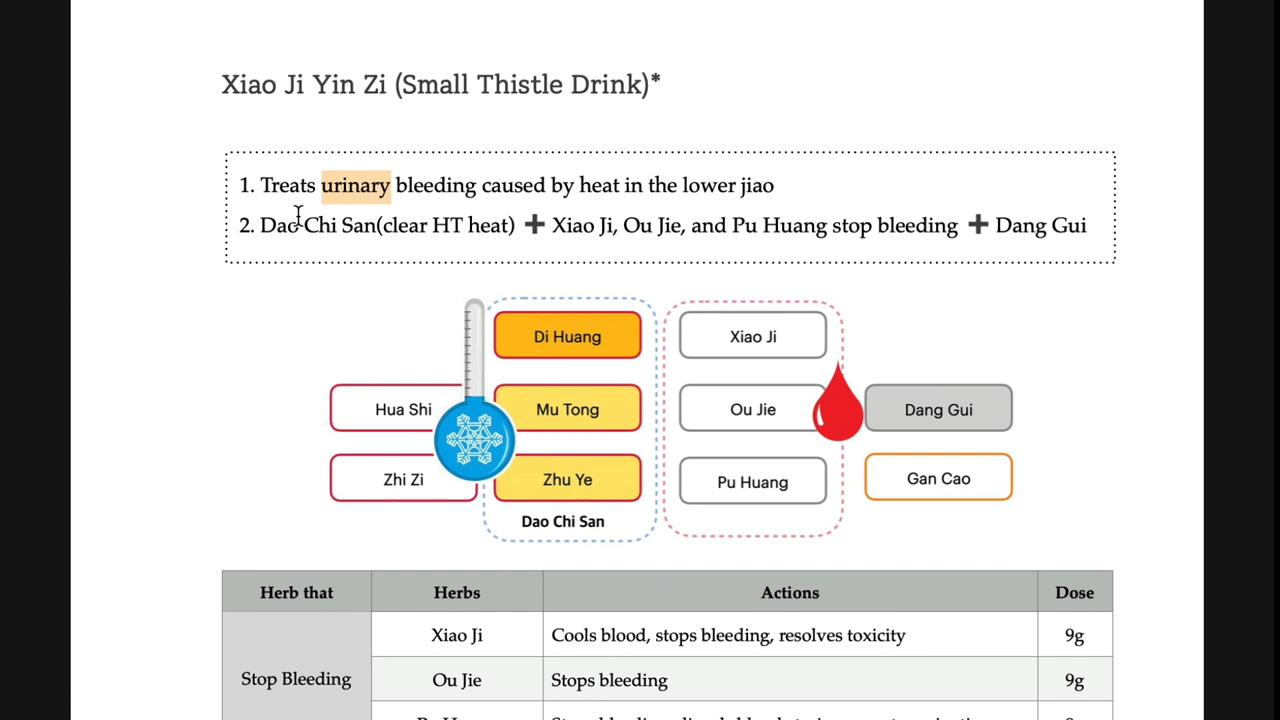 Xiao Ji Yin Zi (Small Thistle Drink)*
1. Treats urinary bleeding caused by heat in the lower jiao
2. Dao Chi San(clear HT heat) ➕ Xiao Ji, Ou Jie, and Pu Huang stop bleeding ➕ Dang Gui
Di Huang
Xiao Ji
Hua Shi
Mu Tong
Ou Jie
Dang Gui
Zhi Zi
Zhu Ye
Pu Huang
Gan Cao
Dao Chi San
Herb that Herbs Actions Dose
Xiao Ji Cools blood, stops bleeding, resolves toxicity 9g
Stop Bleeding
Ou Jie Stops bleeding 9g